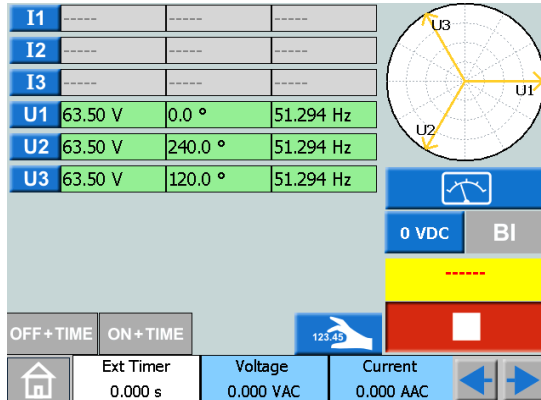 I1 ----- ----- -----
I2 ----- ----- -----
I3 ----- ----- -----
U1 63.50 V 0.0 ° 51.294 Hz
U2 63.50 V 240.0 ° 51.294 Hz
U3 63.50 V 120.0 ° 51.294 Hz
U3
U1
U2
0 VDC BI
------
OFF+TIME ON+TIME 123.45
Ext Timer Voltage Current
0.000 s 0.000 VAC 0.000 AAC